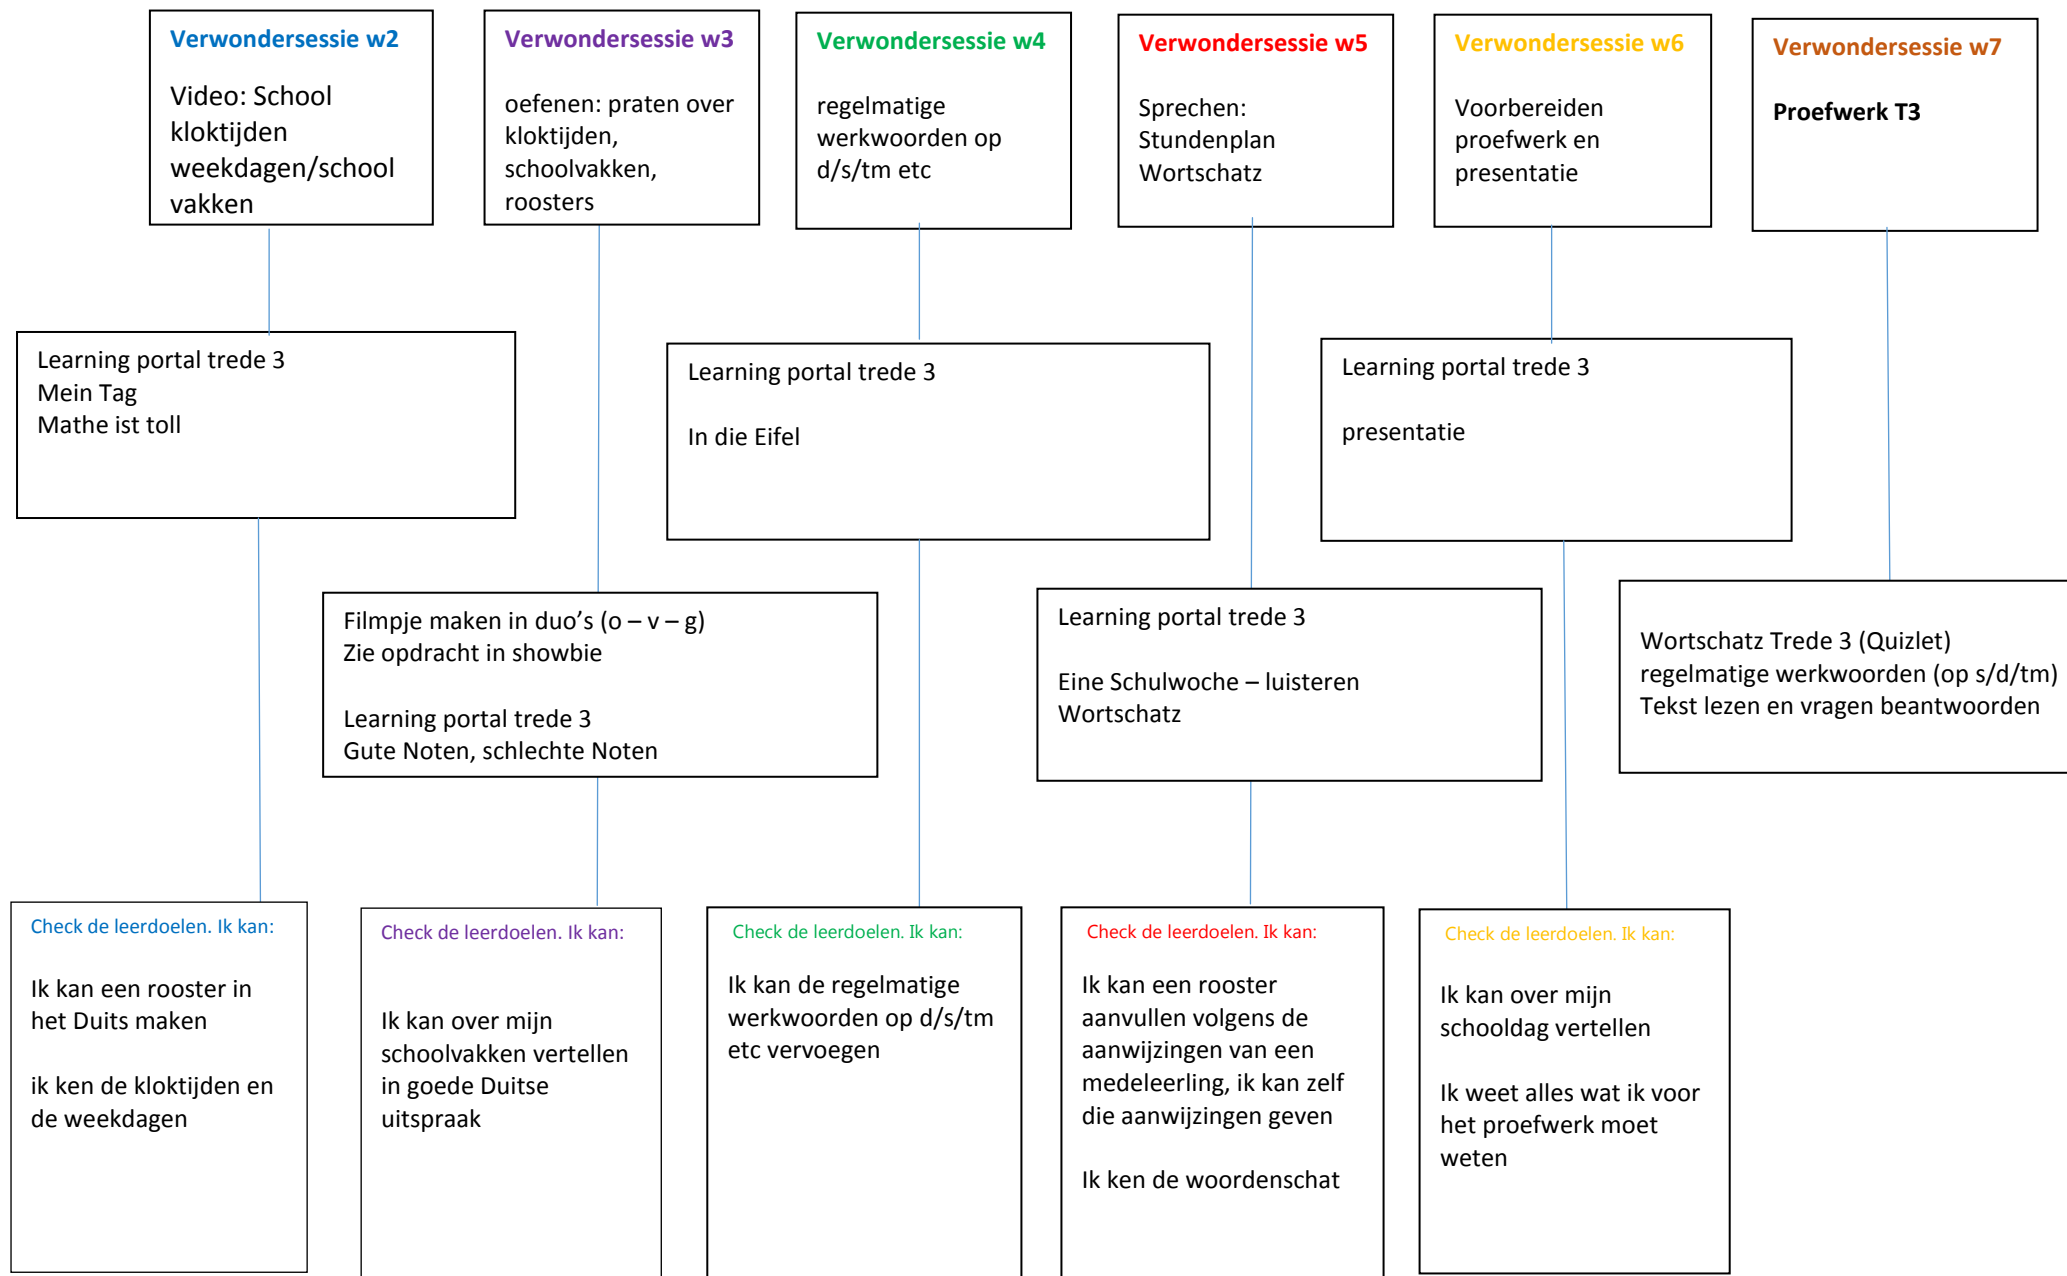 Verwondersessie w2
Video: School
kloktijden
weekdagen/school
vakken
Verwondersessie w3
oefenen: praten over
kloktijden,
schoolvakken,
roosters
Verwondersessie w4
regelmatige
werkwoorden op
d/s/tm etc
Verwondersessie w5
Sprechen:
Stundenplan
Wortschatz
Verwondersessie w6
Voorbereiden
proefwerk en
presentatie
Verwondersessie w7
Proefwerk T3
Learning portal trede 3
Mein Tag
Mathe ist toll
Learning portal trede 3
In die Eifel
Learning portal trede 3
presentatie
Filmpje maken in duo’s (o – v – g)
Zie opdracht in showbie
Learning portal trede 3
Gute Noten, schlechte Noten
Learning portal trede 3
Eine Schulwoche – luisteren
Wortschatz
Wortschatz Trede 3 (Quizlet)
regelmatige werkwoorden (op s/d/tm)
Tekst lezen en vragen beantwoorden
Check de leerdoelen. Ik kan:
Ik kan een rooster in
het Duits maken
ik ken de kloktijden en
de weekdagen
Check de leerdoelen. Ik kan:
Ik kan over mijn
schoolvakken vertellen
in goede Duitse
uitspraak
Check de leerdoelen. Ik kan:
Ik kan de regelmatige
werkwoorden op d/s/tm
etc vervoegen
Check de leerdoelen. Ik kan:
Ik kan een rooster
aanvullen volgens de
aanwijzingen van een
medeleerling, ik kan zelf
die aanwijzingen geven
Ik ken de woordenschat
Check de leerdoelen. Ik kan:
Ik kan over mijn
schooldag vertellen
Ik weet alles wat ik voor
het proefwerk moet
weten